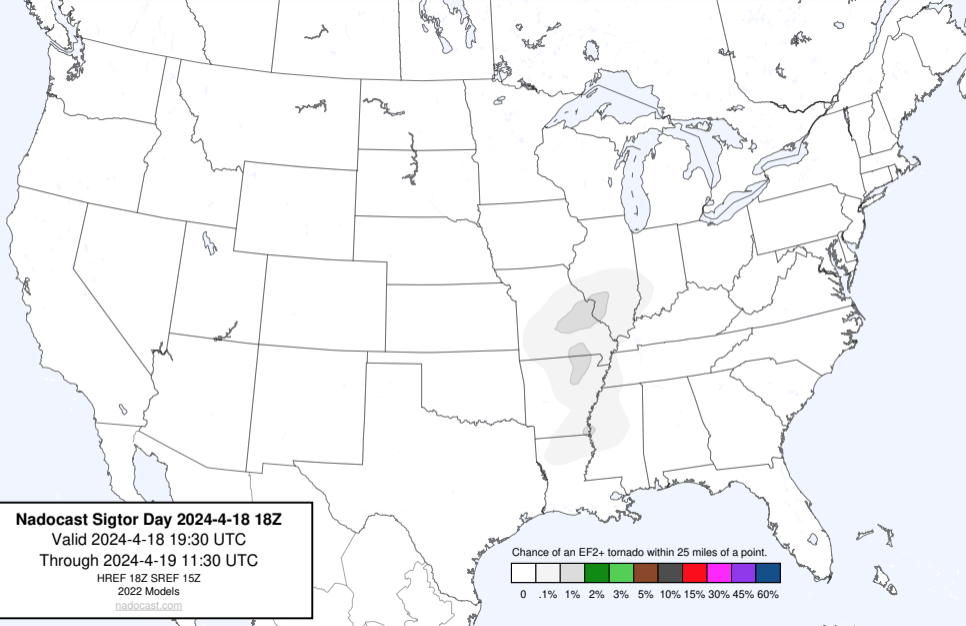 Nadocast Sigtor Day 2024-4-18 18Z
Valid 2024-4-18 19:30 UTC
Through 2024-4-19 11:30 UTC
HREF 18Z SREF 15Z
2022 Models
nadocast.com
Chance of an EF2+ tornado within 25 miles of a point.
0 .1% 1% 2% 3% 5% 10% 15% 30% 45% 60%